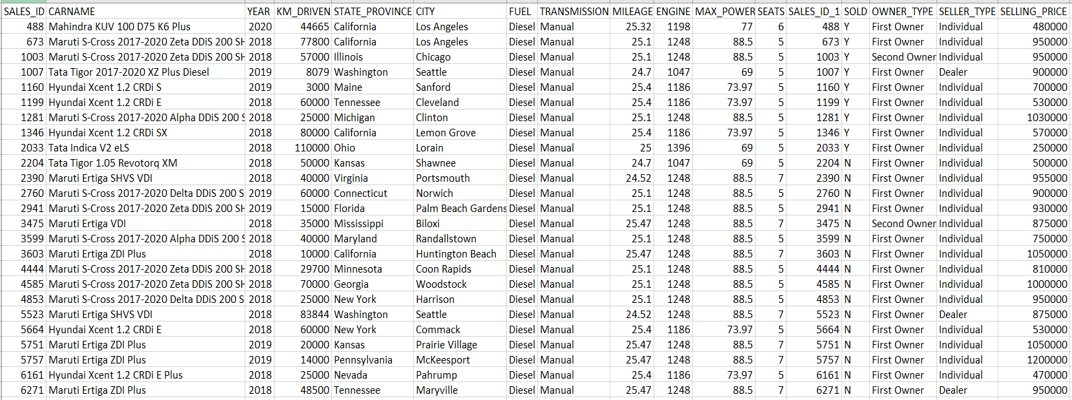 SALES_ID CARNAME YEAR KM_DRIVEN STATE_PROVINCE CITY FUEL TRANSMISSION MILEAGE ENGINE MAX_POWER SEATS SALES_ID_1 SOLD OWNER_TYPE SELLER_TYPE SELLING_PRICE
488 Mahindra KUV 100 D75 K6 Plus 2020 44665 California Los Angeles Diesel Manual 25.32 1198 77 6 488 Y First Owner Individual 480000
673 Maruti S-Cross 2017-2020 Zeta DDiS 200 SH 2018 77800 California Los Angeles Diesel Manual 25.1 1248 88.5 5 673 Y First Owner Individual 950000
1003 Maruti S-Cross 2017-2020 Zeta DDiS 200 SH 2018 57000 Illinois Chicago Diesel Manual 25.1 1248 88.5 5 1003 Y Second Owner Individual 950000
1007 Tata Tigor 2017-2020 XZ Plus Diesel 2019 8079 Washington Seattle Diesel Manual 24.7 1047 69 5 1007 Y First Owner Dealer 900000
1160 Hyundai Xcent 1.2 CRDi S 2019 3000 Maine Sanford Diesel Manual 25.4 1186 73.97 5 1160 Y First Owner Individual 700000
1199 Hyundai Xcent 1.2 CRDi E 2018 60000 Tennessee Cleveland Diesel Manual 25.4 1186 73.97 5 1199 Y First Owner Individual 530000
1281 Maruti S-Cross 2017-2020 Alpha DDiS 200 S 2018 25000 Michigan Clinton Diesel Manual 25.1 1248 88.5 5 1281 Y First Owner Individual 1030000
1346 Hyundai Xcent 1.2 CRDi SX 2018 80000 California Lemon Grove Diesel Manual 25.4 1186 73.97 5 1346 Y First Owner Individual 570000
2033 Tata Indica V2 eLS 2018 110000 Ohio Lorain Diesel Manual 25 1396 69 5 2033 Y First Owner Individual 250000
2204 Tata Tigor 1.05 Revotorq XM 2018 50000 Kansas Shawnee Diesel Manual 24.7 1047 69 5 2204 N First Owner Individual 500000
2390 Maruti Ertiga SHVS VDI 2018 40000 Virginia Portsmouth Diesel Manual 24.52 1248 88.5 7 2390 N First Owner Individual 955000
2760 Maruti S-Cross 2017-2020 Delta DDiS 200 S 2019 60000 Connecticut Norwich Diesel Manual 25.1 1248 88.5 5 2760 N First Owner Individual 900000
2941 Maruti S-Cross 2017-2020 Zeta DDiS 200 SH 2019 15000 Florida Palm Beach Gardens Diesel Manual 25.1 1248 88.5 5 2941 N First Owner Individual 930000
3475 Maruti Ertiga VDI 2018 35000 Mississippi Biloxi Diesel Manual 25.47 1248 88.5 7 3475 N Second Owner Individual 875000
3599 Maruti S-Cross 2017-2020 Alpha DDiS 200 S 2018 40000 Maryland Randallstown Diesel Manual 25.1 1248 88.5 5 3599 N First Owner Individual 750000
3603 Maruti Ertiga ZDI Plus 2018 10000 California Huntington Beach Diesel Manual 25.47 1248 88.5 7 3603 N First Owner Individual 1050000
4444 Maruti S-Cross 2017-2020 Zeta DDiS 200 SH 2018 29700 Minnesota Coon Rapids Diesel Manual 25.1 1248 88.5 5 4444 N First Owner Individual 810000
4585 Maruti S-Cross 2017-2020 Zeta DDiS 200 SH 2018 70000 Georgia Woodstock Diesel Manual 25.1 1248 88.5 5 4585 N First Owner Individual 1000000
4853 Maruti S-Cross 2017-2020 Delta DDiS 200 S 2018 25000 New York Harrison Diesel Manual 25.1 1248 88.5 5 4853 N First Owner Individual 950000
5523 Maruti Ertiga SHVS VDI 2018 83844 Washington Seattle Diesel Manual 24.52 1248 88.5 7 5523 N First Owner Dealer 875000
5664 Hyundai Xcent 1.2 CRDi E 2018 60000 New York Commack Diesel Manual 25.4 1186 73.97 5 5664 N First Owner Individual 530000
5751 Maruti Ertiga ZDI Plus 2019 20000 Kansas Prairie Village Diesel Manual 25.47 1248 88.5 7 5751 N First Owner Individual 1050000
5757 Maruti Ertiga ZDI Plus 2019 14000 Pennsylvania McKeesport Diesel Manual 25.47 1248 88.5 7 5757 N First Owner Individual 1200000
6161 Hyundai Xcent 1.2 CRDi E Plus 2018 25000 Nevada Pahrump Diesel Manual 25.4 1186 73.97 5 6161 N First Owner Individual 470000
6271 Maruti Ertiga ZDI Plus 2018 48500 Tennessee Maryville Diesel Manual 25.47 1248 88.5 7 6271 N First Owner Dealer 950000